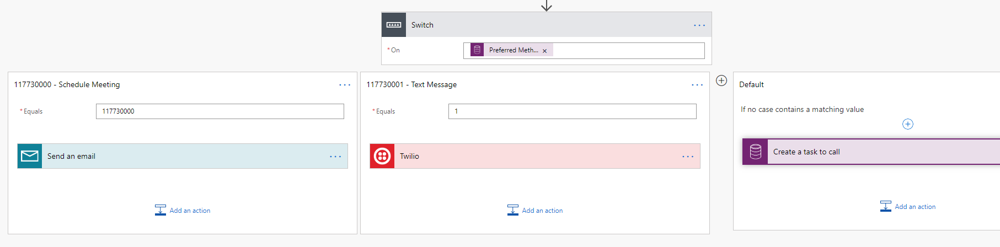 Switch
* On
Preferred Meth... ×
117730000 - Schedule Meeting
* Equals
117730000
Send an email
Add an action
117730001 - Text Message
* Equals
1
Twilio
Add an action
Default
If no case contains a matching value
Create a task to call
Add an action